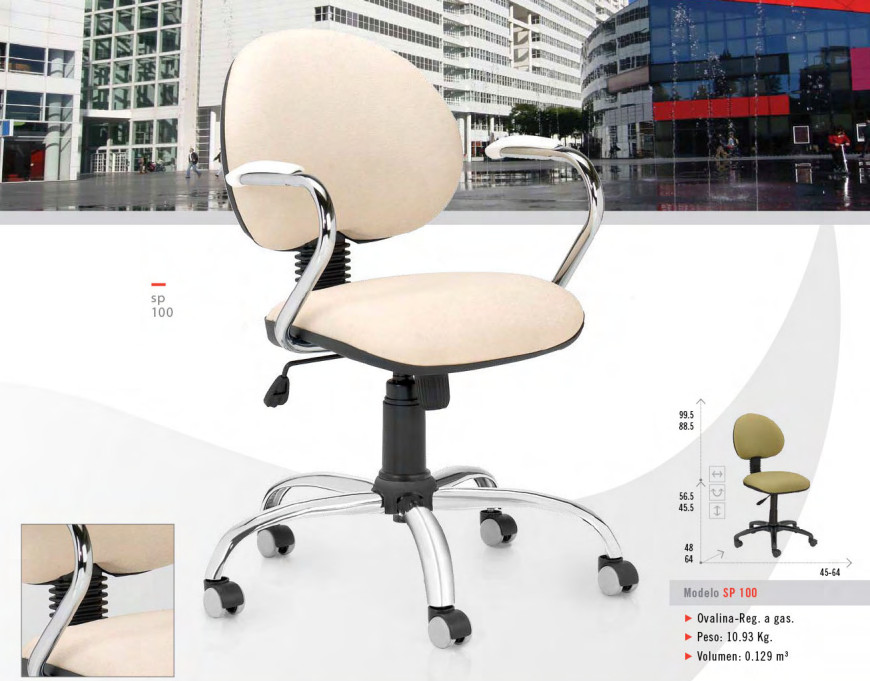 sp
100
99.5
88.5
56.5
45.5
48
64
45-64
Modelo SP 100
Ovalina-Reg. a gas.
Peso: 10.93 Kg.
Volumen: 0.129 m³